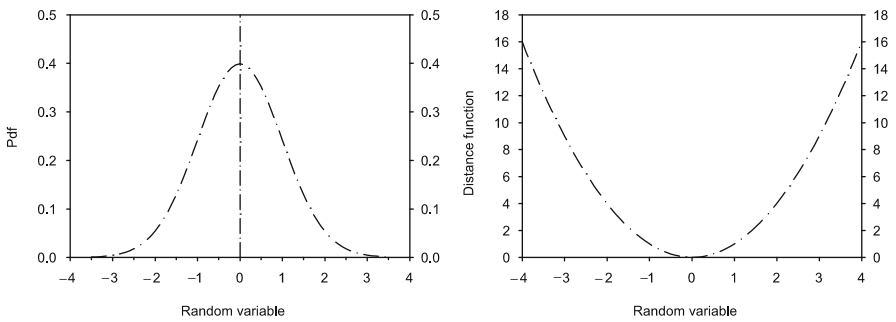 0.5 0.5
0.4 0.4
0.3 0.3
0.2 0.2
0.1 0.1
0.0 0.0
Pdf
−4 −3 −2 −1 0 1 2 3 4
Random variable
18 18
16 16
14 14
12 12
10 10
8 8
6 6
4 4
2 2
0 0
Distance function
−4 −3 −2 −1 0 1 2 3 4
Random variable